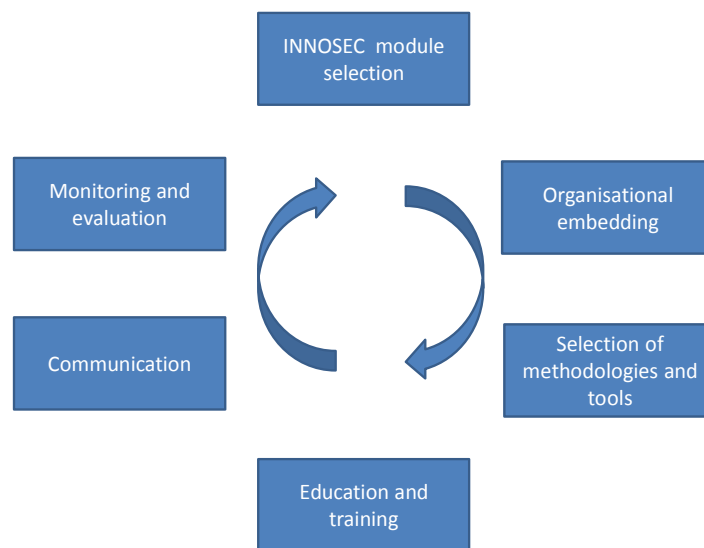 INNOSEC module
selection
Organisational
embedding
Selection of
methodologies and
tools
Education and
training
Communication
Monitoring and
evaluation